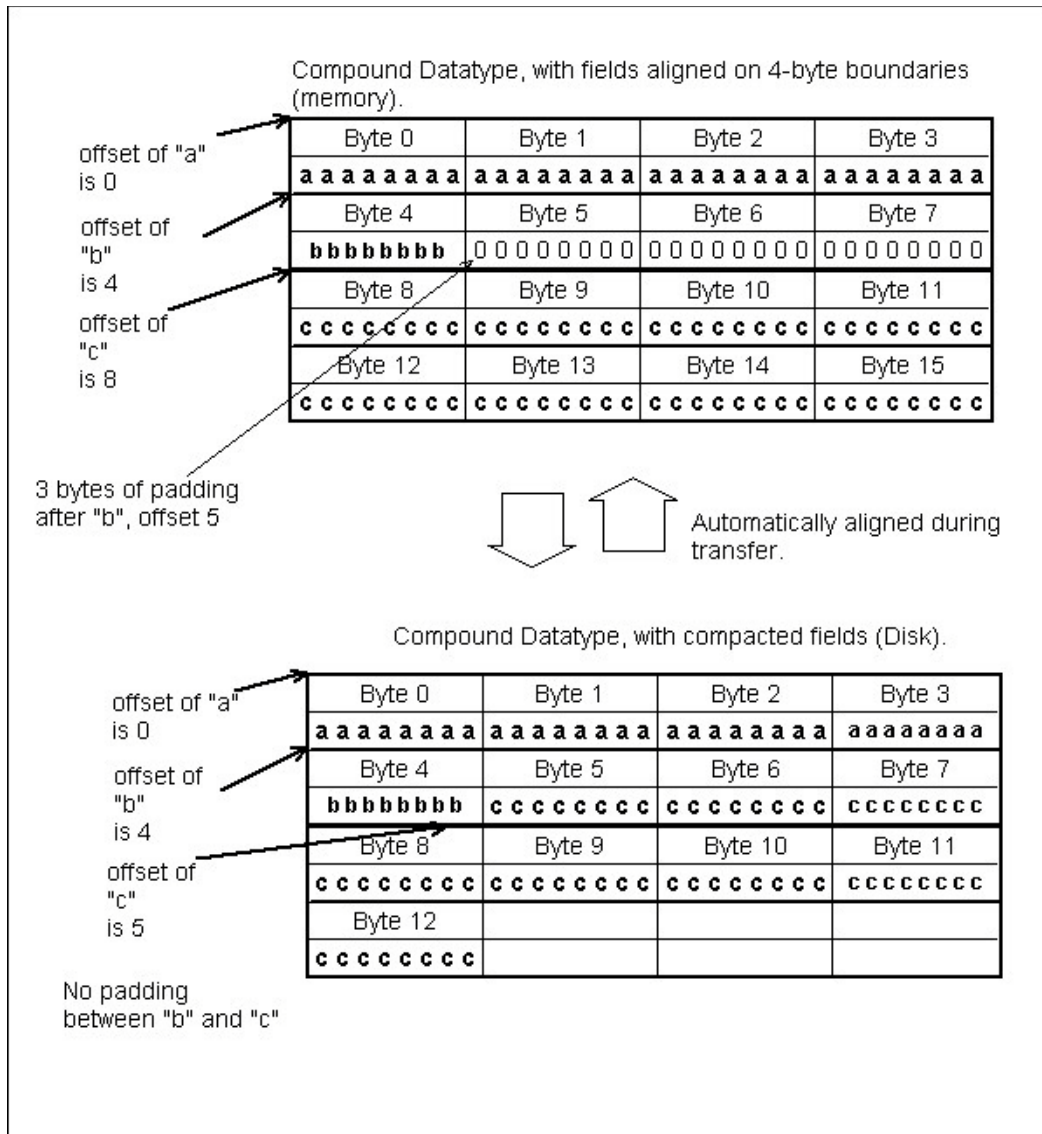 Compound Datatype, with fields aligned on 4-byte boundaries
(memory).
offset of "a"
is 0
Byte 0 Byte 1 Byte 2 Byte 3
a a a a a a a a a a a a a a a a a a a a a a a a a a a a a a a a
offset of
"b"
is 4
Byte 4 Byte 5 Byte 6 Byte 7
b b b b b b b b 0 0 0 0 0 0 0 0 0 0 0 0 0 0 0 0 0 0 0 0 0 0 0 0
offset of
"c"
is 8
Byte 8 Byte 9 Byte 10 Byte 11
c c c c c c c c c c c c c c c c c c c c c c c c c c c c c c c c
Byte 12 Byte 13 Byte 14 Byte 15
c c c c c c c c c c c c c c c c c c c c c c c c c c c c c c c c
3 bytes of padding
after "b", offset 5
Automatically aligned during
transfer.
Compound Datatype, with compacted fields (Disk).
offset of "a"
is 0
Byte 0 Byte 1 Byte 2 Byte 3
a a a a a a a a a a a a a a a a a a a a a a a a a a a a a a a a
offset of
"b"
is 4
Byte 4 Byte 5 Byte 6 Byte 7
b b b b b b b b c c c c c c c c c c c c c c c c c c c c c c c c
offset of
"c"
is 5
Byte 8 Byte 9 Byte 10 Byte 11
c c c c c c c c c c c c c c c c c c c c c c c c c c c c c c c c
Byte 12
c c c c c c c c
No padding
between "b" and "c"